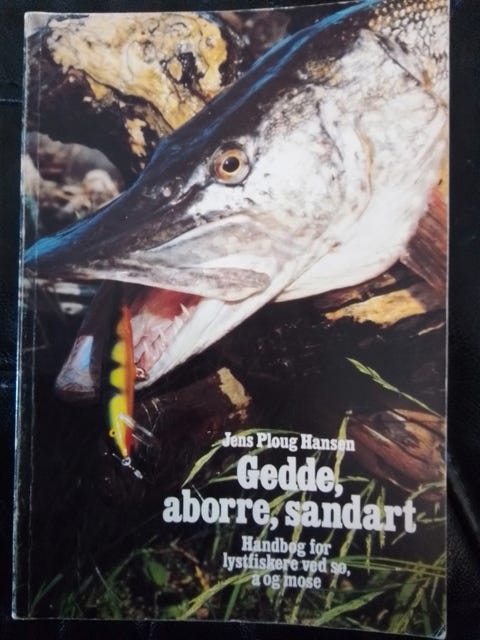 Jens Ploug Hansen
Gedde,
aborre, sandart
Håndbog for
lystfiskere ved sø,
å og mose